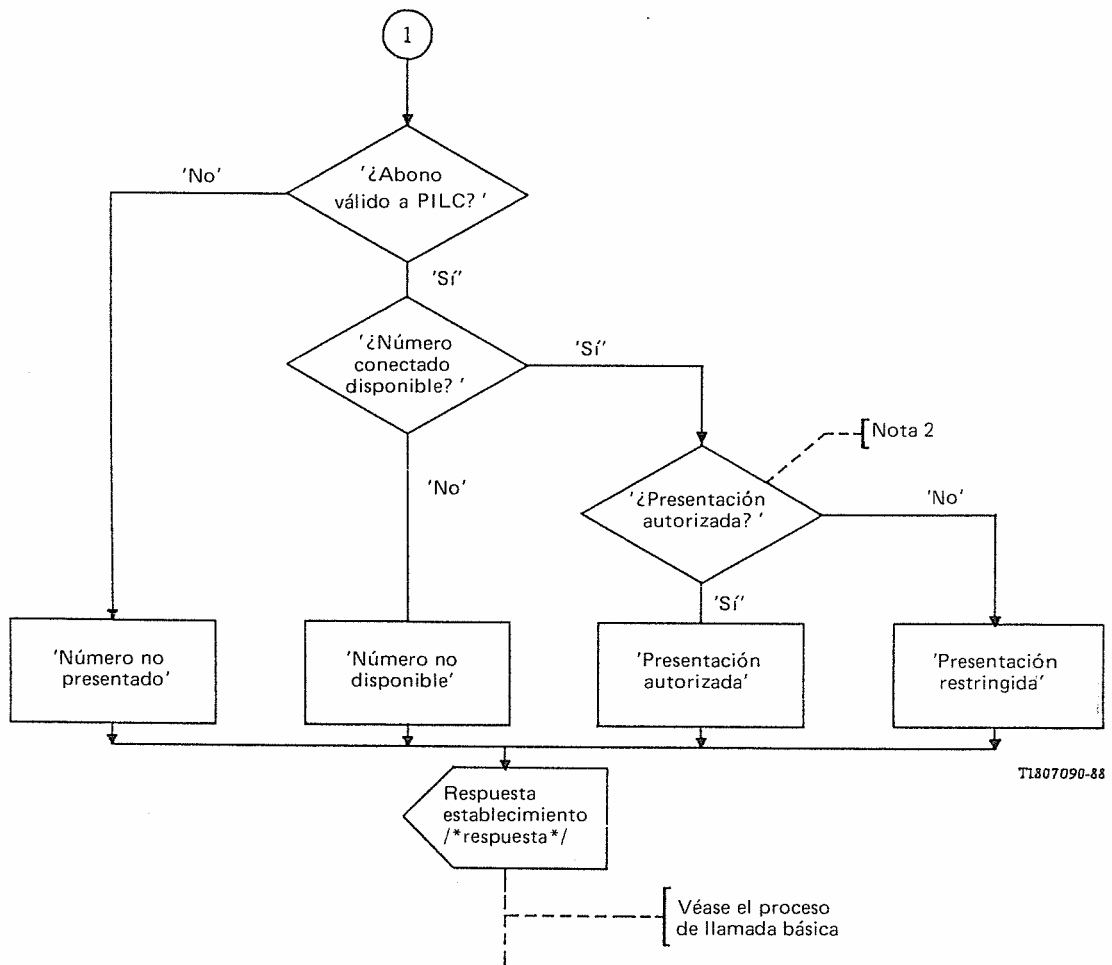 1
'¿Abono
válido a PILC? '
'No'
'Sí''
'¿Número
conectado
disponible? '
'Sí''
Nota 2
'No'
'¿Presentación
autorizada? '
'No'
'Sí''
'Número no
presentado'
'Número no
disponible'
'Presentación
autorizada'
'Presentación
restringida'
T1807090-88
Respuesta
establecimiento
/*respuesta*/
Véase el proceso
de llamada básica